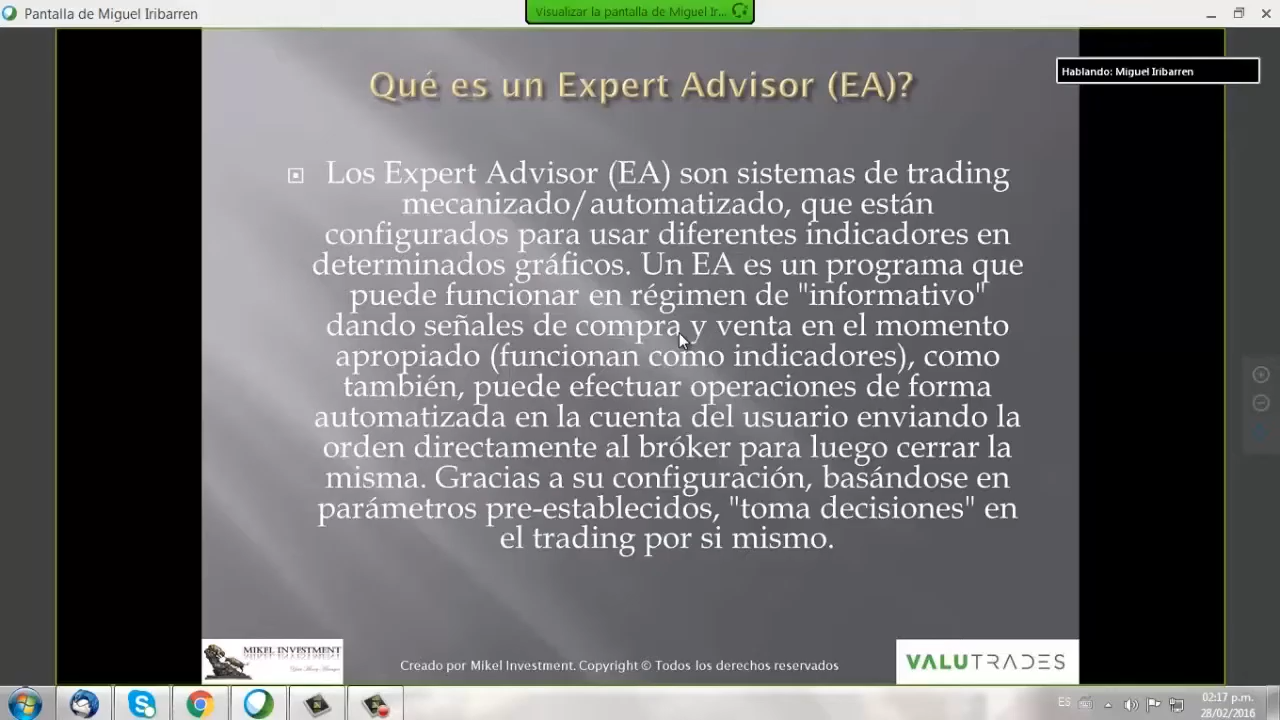 Pantalla de Miguel Iribarren
Visualizar la pantalla de Miguel Ir...
Hablando: Miguel Iribarren
Qué es un Expert Advisor (EA)?
Los Expert Advisor (EA) son sistemas de trading
mecanizado/automatizado, que están
configurados para usar diferentes indicadores en
determinados gráficos. Un EA es un programa que
puede funcionar en régimen de "informativo"
dando señales de compra y venta en el momento
apropiado (funcionan como indicadores), como
también, puede efectuar operaciones de forma
automatizada en la cuenta del usuario enviando la
orden directamente al bróker para luego cerrar la
misma. Gracias a su configuración, basándose en
parámetros pre-establecidos, "toma decisiones" en
el trading por si mismo.
MIKEL INVESTMENT
Creado por Mikel Investment. Copyright © Todos los derechos reservados
VALUTRADES
ES
02:17 p.m.
28/02/2016